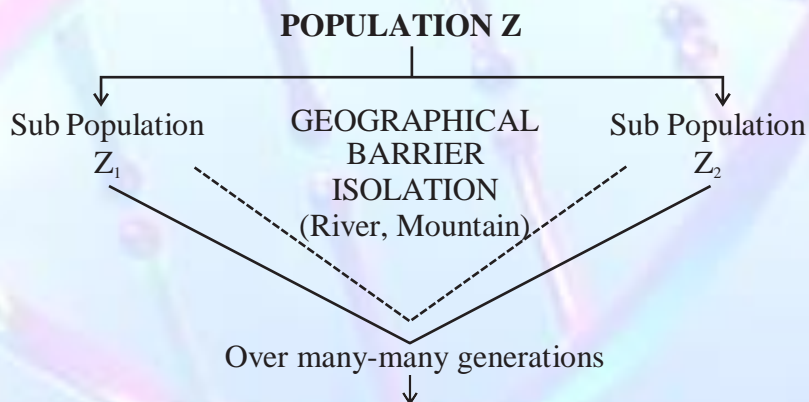 POPULATION Z
Sub Population
Z₁
GEOGRAPHICAL
BARRIER
ISOLATION
(River, Mountain)
Sub Population
Z₂
Over many-many generations